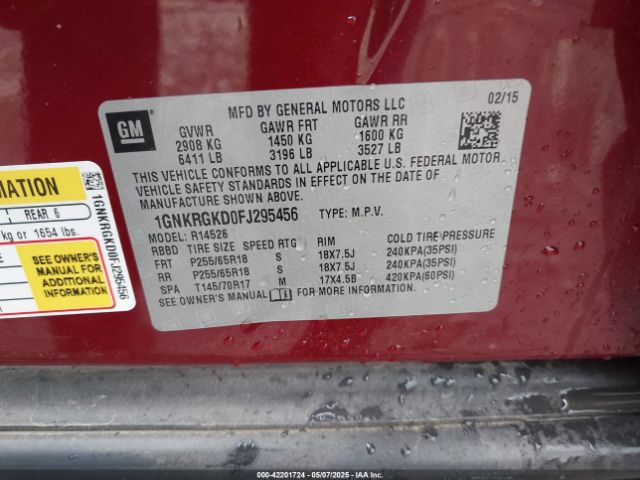 MFD BY GENERAL MOTORS LLC 02/15
GM
GVWR GAWR FRT GAWR RR
2908 KG 1450 KG 1600 KG
6411 LB 3196 LB 3527 LB
THIS VEHICLE CONFORMS TO ALL APPLICABLE U.S. FEDERAL MOTOR
VEHICLE SAFETY STANDARDS IN EFFECT ON THE DATE OF
MANUFACTURE SHOWN ABOVE.
1GNKRGKD0FJ295456 TYPE: M.P.V.
MODEL: R14526
RBBD TIRE SIZE SPEED RTG RIM COLD TIRE PRESSURE
FRT P255/65R18 S 18X7.5J 240KPA(35PSI)
RR P255/65R18 S 18X7.5J 240KPA(35PSI)
SPA T145/70R17 M 17X4.5B 420KPA(60PSI)
SEE OWNER'S MANUAL FOR MORE INFORMATION.
RMATION
REAR 6
kg or 1654 lbs.
SEE OWNER'S
MANUAL FOR
ADDITIONAL
INFORMATION
1GNKRGKD0FJ295456
000-42201724 - 05/07/2025 - IAAI.COM